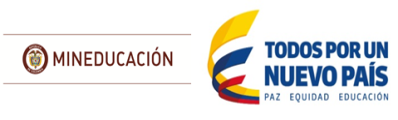 MINEDUCACIÓN
TODOS POR UN
NUEVO PAÍS
PAZ EQUIDAD EDUCACIÓN